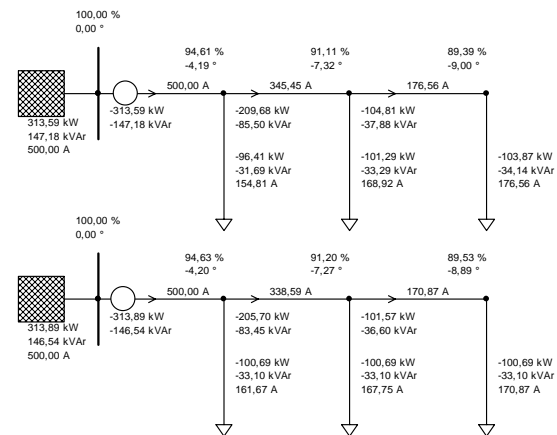 100,00 %
0,00 °
94,61 %
-4,19 °
91,11 %
-7,32 °
89,39 %
-9,00 °
500,00 A
345,45 A
176,56 A
313,59 kW
147,18 kVAr
500,00 A
-313,59 kW
-147,18 kVAr
-209,68 kW
-85,50 kVAr
-104,81 kW
-37,88 kVAr
-96,41 kW
-31,69 kVAr
154,81 A
-101,29 kW
-33,29 kVAr
168,92 A
-103,87 kW
-34,14 kVAr
176,56 A
100,00 %
0,00 °
94,63 %
-4,20 °
91,20 %
-7,27 °
89,53 %
-8,89 °
500,00 A
338,59 A
170,87 A
313,89 kW
146,54 kVAr
500,00 A
-313,89 kW
-146,54 kVAr
-205,70 kW
-83,45 kVAr
-101,57 kW
-36,60 kVAr
-100,69 kW
-33,10 kVAr
161,67 A
-100,69 kW
-33,10 kVAr
167,75 A
-100,69 kW
-33,10 kVAr
170,87 A